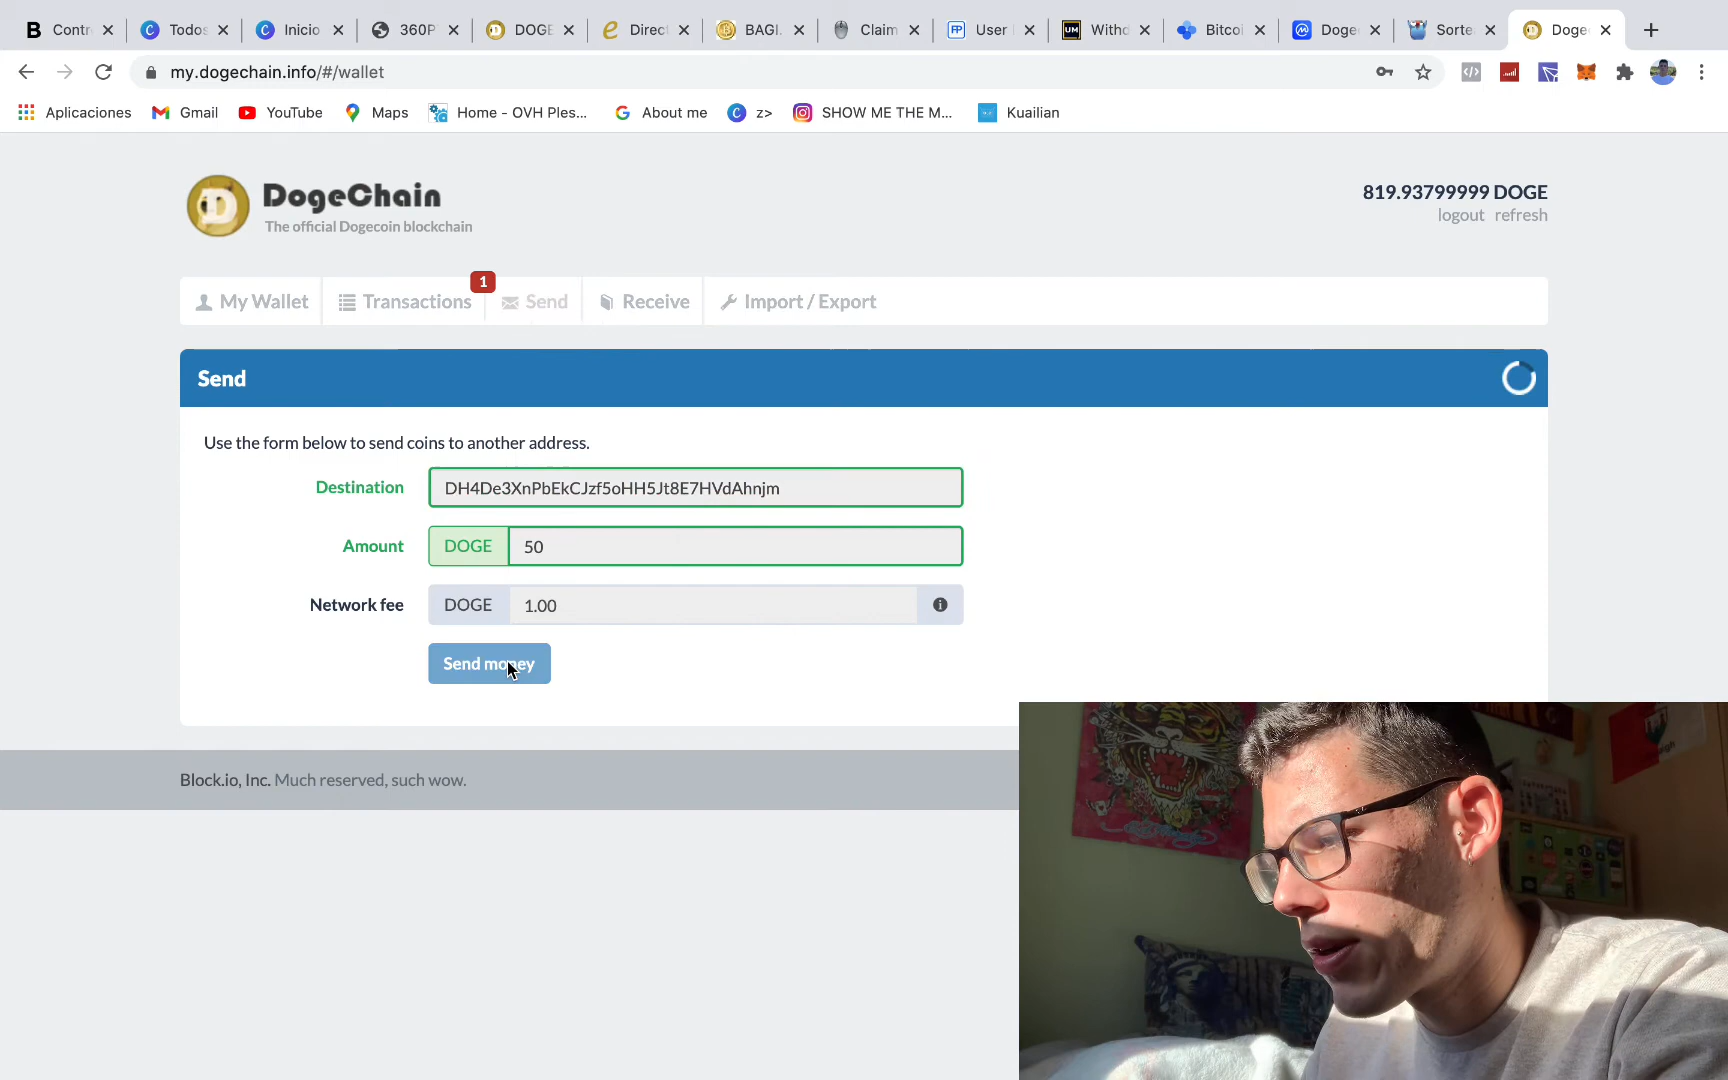 Contr
Todos
Inicio
360P
DOGE
Direct
BAGI.
Claim
User
Withd
Bitcoi
Doge
Sorte
Doge
my.dogechain.info/#/wallet
Aplicaciones
Gmail
YouTube
Maps
Home - OVH Ples...
About me
z>
SHOW ME THE M...
Kuailian
DogeChain
The official Dogecoin blockchain
819.93799999 DOGE
logout refresh
My Wallet
Transactions
1
Send
Receive
Import / Export
Send
Use the form below to send coins to another address.
Destination
DH4De3XnPbEkCJzf5oHH5Jt8E7HVdAhnjm
Amount
DOGE
50
Network fee
DOGE
1.00
Send money
Block.io, Inc. Much reserved, such wow.